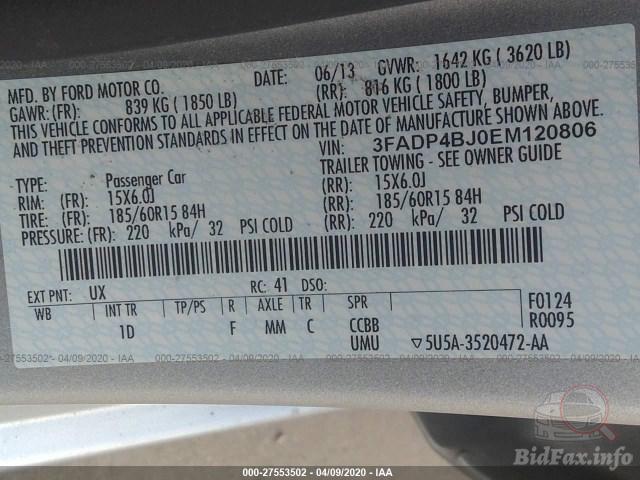 MFD. BY FORD MOTOR CO.
DATE: 06/13 GVWR: 1642 KG ( 3620 LB)
GAWR: (FR): 839 KG ( 1850 LB) (RR): 816 KG ( 1800 LB)
THIS VEHICLE CONFORMS TO ALL APPLICABLE FEDERAL MOTOR VEHICLE SAFETY, BUMPER,
AND THEFT PREVENTION STANDARDS IN EFFECT ON THE DATE OF MANUFACTURE SHOWN ABOVE.
VIN: 3FADP4BJ0EM120806
TRAILER TOWING - SEE OWNER GUIDE
TYPE: Passenger Car
RIM: (FR): 15X6.0J (RR): 15X6.0J
TIRE: (FR): 185/60R15 84H (RR): 185/60R15 84H
PRESSURE: (FR): 220 kPa/ 32 PSI COLD (RR): 220 kPa/ 32 PSI COLD
EXT PNT: UX RC: 41 DSO:
WB INT TR TP/PS R AXLE TR SPR
1D F MM C CCBB
UMU
F0124
R0095
▽5U5A-3520472-AA
000-27553502 - 04/09/2020 - IAA
BidFax.info